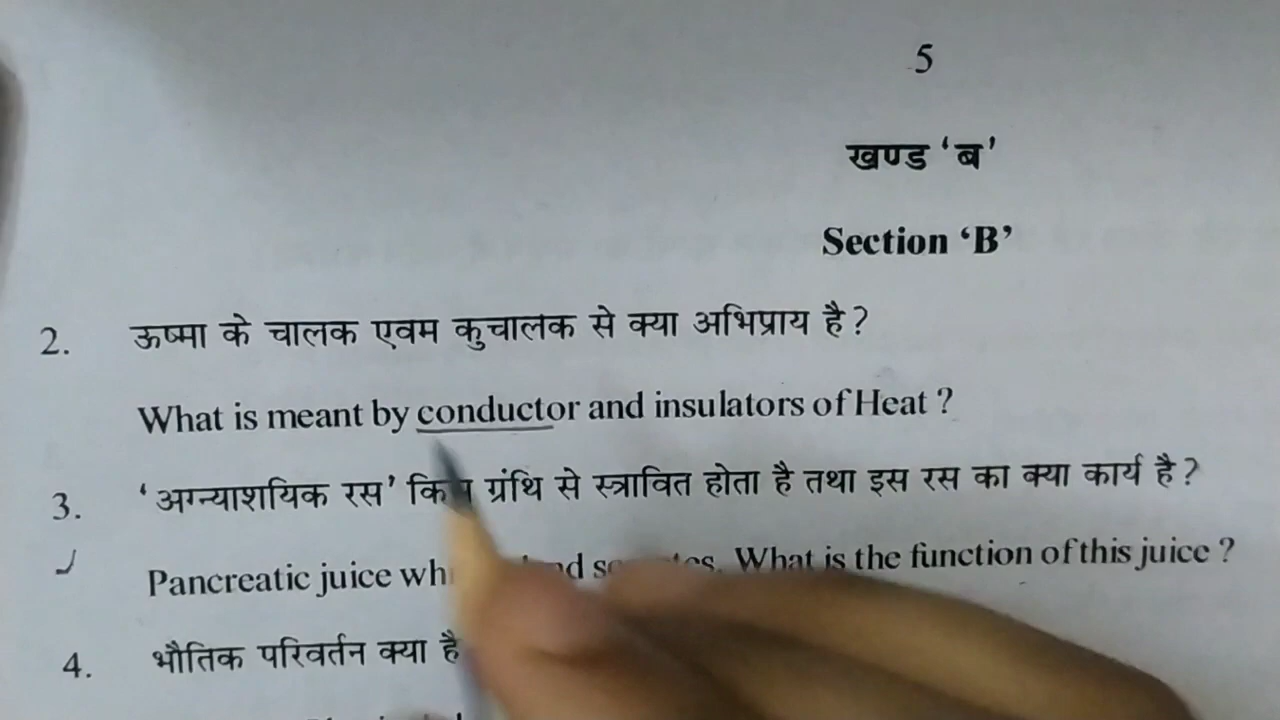 5
खण्ड ‘ब’
Section ‘B’
2. ऊष्मा के चालक एवम कुचालक से क्या अभिप्राय है ?
What is meant by conductor and insulators of Heat ?
3. ‘अग्न्याशयिक रस’ ग्रंथि से स्त्रावित होता है तथा इस रस का क्या कार्य है ?
Pancreatic juice What is the function of this juice ?
4. भौतिक परिवर्तन क्या है